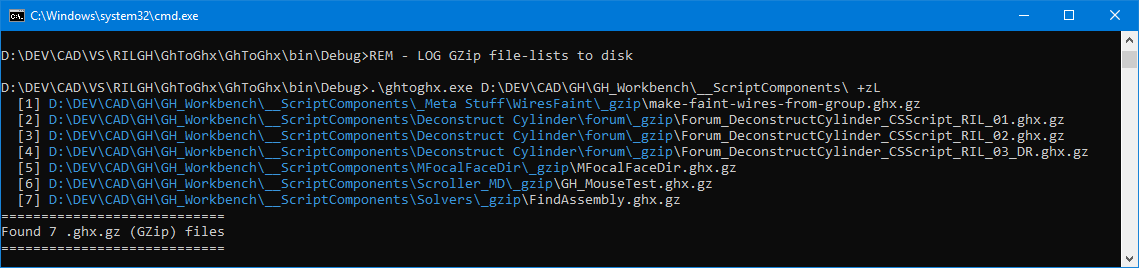 C:\Windows\system32\cmd.exe
D:\DEV\CAD\VS\RILGH\GhToGhx\GhToGhx\bin\Debug>REM - LOG GZip file-lists to disk
D:\DEV\CAD\VS\RILGH\GhToGhx\GhToGhx\bin\Debug>.\ghtoghx.exe D:\DEV\CAD\GH\GH_Workbench\__ScriptComponents\ +zL
[1] D:\DEV\CAD\GH\GH_Workbench\__ScriptComponents\_Meta Stuff\WiresFaint\_gzip\make-faint-wires-from-group.ghx.gz
[2] D:\DEV\CAD\GH\GH_Workbench\__ScriptComponents\Deconstruct Cylinder\forum\_gzip\Forum_DeconstructCylinder_CSScript_RIL_01.ghx.gz
[3] D:\DEV\CAD\GH\GH_Workbench\__ScriptComponents\Deconstruct Cylinder\forum\_gzip\Forum_DeconstructCylinder_CSScript_RIL_02.ghx.gz
[4] D:\DEV\CAD\GH\GH_Workbench\__ScriptComponents\Deconstruct Cylinder\forum\_gzip\Forum_DeconstructCylinder_CSScript_RIL_03_DR.ghx.gz
[5] D:\DEV\CAD\GH\GH_Workbench\__ScriptComponents\MFocalFaceDir\_gzip\MFocalFaceDir.ghx.gz
[6] D:\DEV\CAD\GH\GH_Workbench\__ScriptComponents\Scroller_MD\_gzip\GH_MouseTest.ghx.gz
[7] D:\DEV\CAD\GH\GH_Workbench\__ScriptComponents\Solvers\_gzip\FindAssembly.ghx.gz
============================
Found 7 .ghx.gz (GZip) files
============================